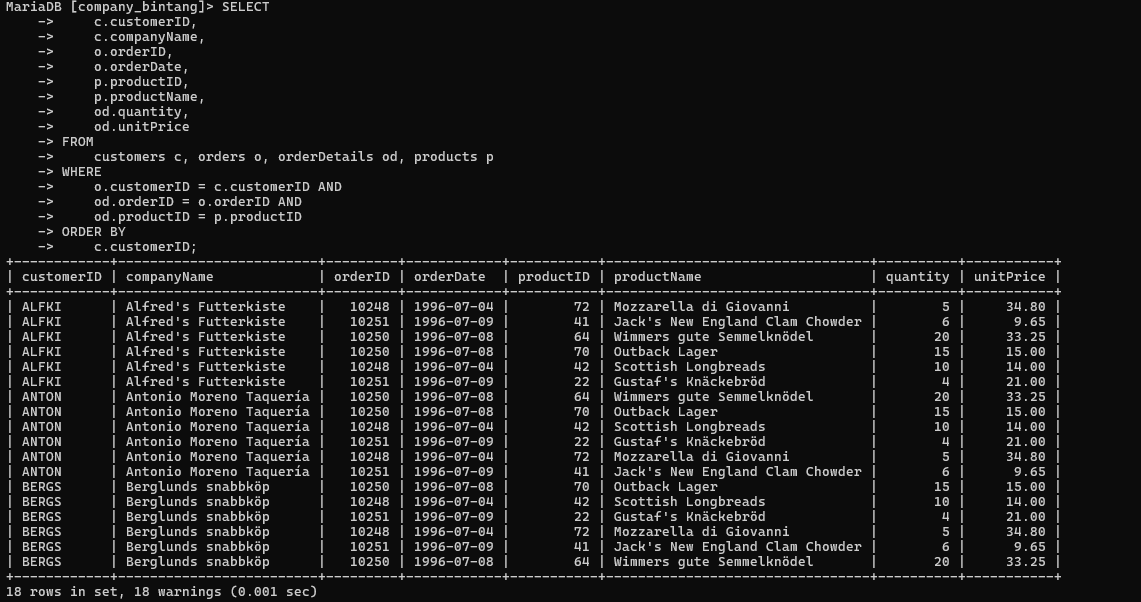 MariaDB [company_bintang]> SELECT
    ->     c.customerID,
    ->     c.companyName,
    ->     o.orderID,
    ->     o.orderDate,
    ->     p.productID,
    ->     p.productName,
    ->     od.quantity,
    ->     od.unitPrice
    -> FROM
    ->     customers c, orders o, orderDetails od, products p
    -> WHERE
    ->     o.customerID = c.customerID AND
    ->     od.orderID = o.orderID AND
    ->     od.productID = p.productID
    -> ORDER BY
    ->     c.customerID;
+------------+--------------------------+---------+------------+-----------+---------------------------------+----------+-----------+
| customerID | companyName              | orderID | orderDate  | productID | productName                     | quantity | unitPrice |
+------------+--------------------------+---------+------------+-----------+---------------------------------+----------+-----------+
| ALFKI      | Alfred's Futterkiste     |   10248 | 1996-07-04 |        72 | Mozzarella di Giovanni          |        5 |     34.80 |
| ALFKI      | Alfred's Futterkiste     |   10251 | 1996-07-09 |        41 | Jack's New England Clam Chowder |        6 |      9.65 |
| ALFKI      | Alfred's Futterkiste     |   10250 | 1996-07-08 |        64 | Wimmers gute Semmelknödel       |       20 |     33.25 |
| ALFKI      | Alfred's Futterkiste     |   10250 | 1996-07-08 |        70 | Outback Lager                   |       15 |     15.00 |
| ALFKI      | Alfred's Futterkiste     |   10248 | 1996-07-04 |        42 | Scottish Longbreads             |       10 |     14.00 |
| ALFKI      | Alfred's Futterkiste     |   10251 | 1996-07-09 |        22 | Gustaf's Knäckebröd             |        4 |     21.00 |
| ANTON      | Antonio Moreno Taquería  |   10250 | 1996-07-08 |        64 | Wimmers gute Semmelknödel       |       20 |     33.25 |
| ANTON      | Antonio Moreno Taquería  |   10250 | 1996-07-08 |        70 | Outback Lager                   |       15 |     15.00 |
| ANTON      | Antonio Moreno Taquería  |   10248 | 1996-07-04 |        42 | Scottish Longbreads             |       10 |     14.00 |
| ANTON      | Antonio Moreno Taquería  |   10251 | 1996-07-09 |        22 | Gustaf's Knäckebröd             |        4 |     21.00 |
| ANTON      | Antonio Moreno Taquería  |   10248 | 1996-07-04 |        72 | Mozzarella di Giovanni          |        5 |     34.80 |
| ANTON      | Antonio Moreno Taquería  |   10251 | 1996-07-09 |        41 | Jack's New England Clam Chowder |        6 |      9.65 |
| BERGS      | Berglunds snabbköp       |   10250 | 1996-07-08 |        70 | Outback Lager                   |       15 |     15.00 |
| BERGS      | Berglunds snabbköp       |   10248 | 1996-07-04 |        42 | Scottish Longbreads             |       10 |     14.00 |
| BERGS      | Berglunds snabbköp       |   10251 | 1996-07-09 |        22 | Gustaf's Knäckebröd             |        4 |     21.00 |
| BERGS      | Berglunds snabbköp       |   10248 | 1996-07-04 |        72 | Mozzarella di Giovanni          |        5 |     34.80 |
| BERGS      | Berglunds snabbköp       |   10251 | 1996-07-09 |        41 | Jack's New England Clam Chowder |        6 |      9.65 |
| BERGS      | Berglunds snabbköp       |   10250 | 1996-07-08 |        64 | Wimmers gute Semmelknödel       |       20 |     33.25 |
+------------+--------------------------+---------+------------+-----------+---------------------------------+----------+-----------+
18 rows in set, 18 warnings (0.001 sec)